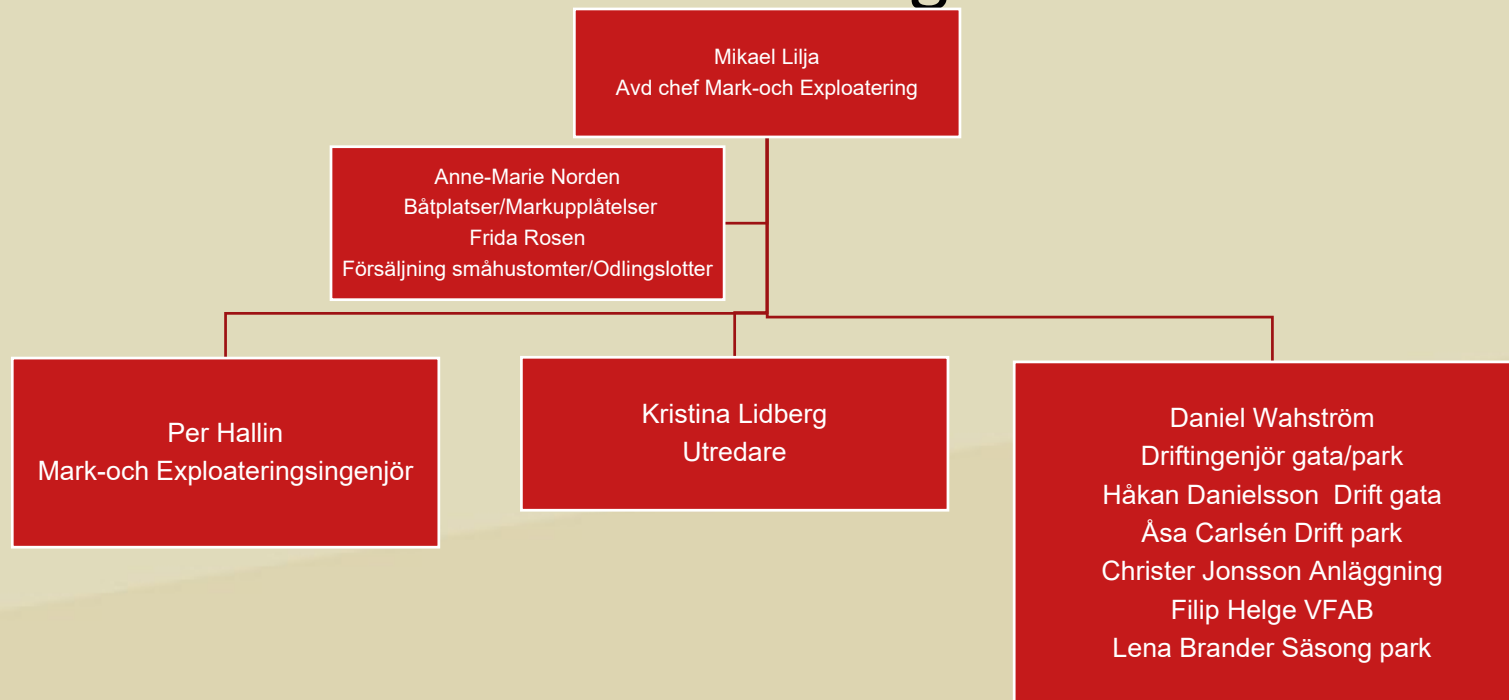 Mikael Lilja
Avd chef Mark-och Exploatering
Anne-Marie Norden
Båtplatser/Markupplåtelser
Frida Rosen
Försäljning småhustomter/Odlingslotter
Per Hallin
Mark-och Exploateringsingenjör
Kristina Lidberg
Utredare
Daniel Wahström
Driftingenjör gata/park
Håkan Danielsson  Drift gata
Åsa Carlsén Drift park
Christer Jonsson Anläggning
Filip Helge VFAB
Lena Brander Säsong park